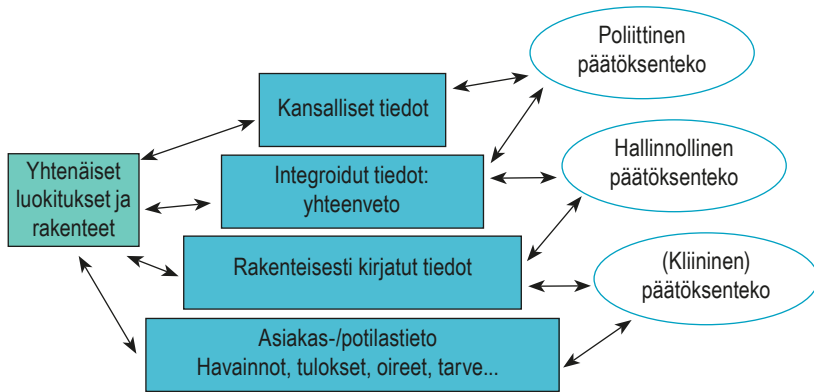 Poliittinen
päätöksenteko
Kansalliset tiedot
Hallinnollinen
päätöksenteko
Yhtenäiset
luokitukset ja
rakenteet
Integroidut tiedot:
yhteenveto
Rakenteisesti kirjatut tiedot
(Kliininen)
päätöksenteko
Asiakas-/potilastieto
Havainnot, tulokset, oireet, tarve...